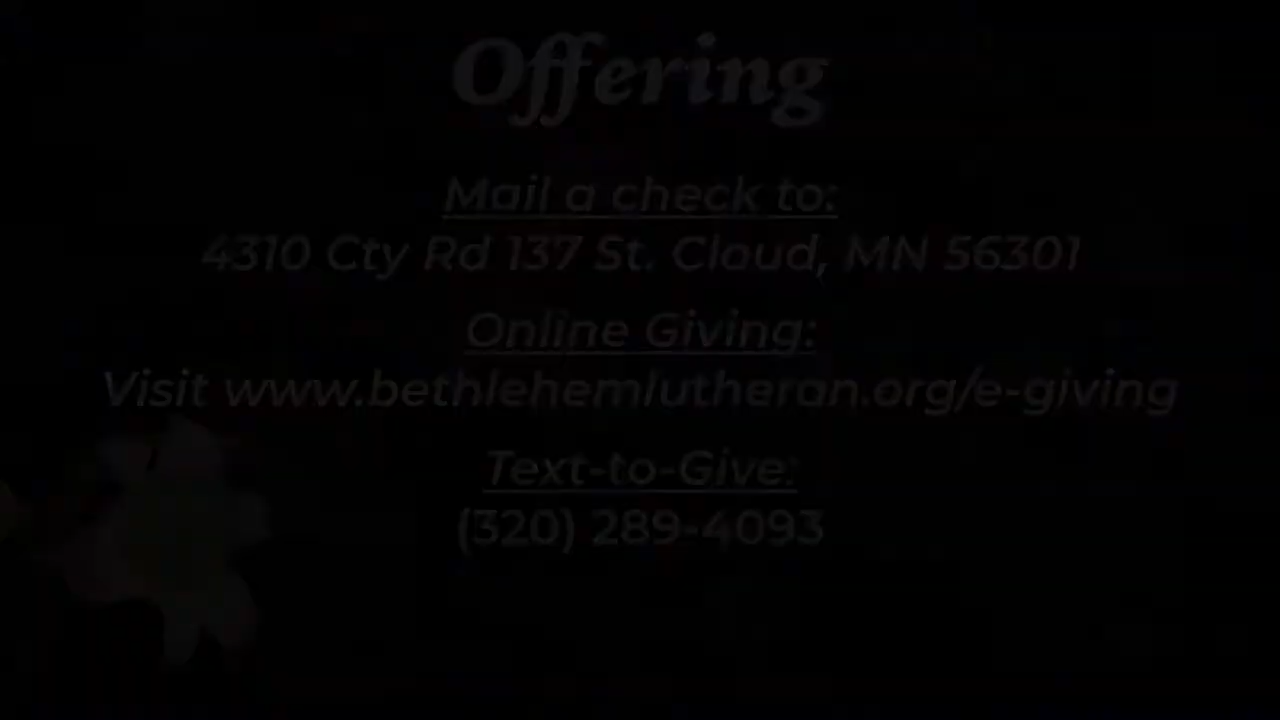 Offering
Mail a check to:
4310 Cty Rd 137 St. Cloud, MN 56301
Online Giving:
Visit www.bethlehemlutheran.org/e-giving
Text-to-Give:
(320) 289-4093